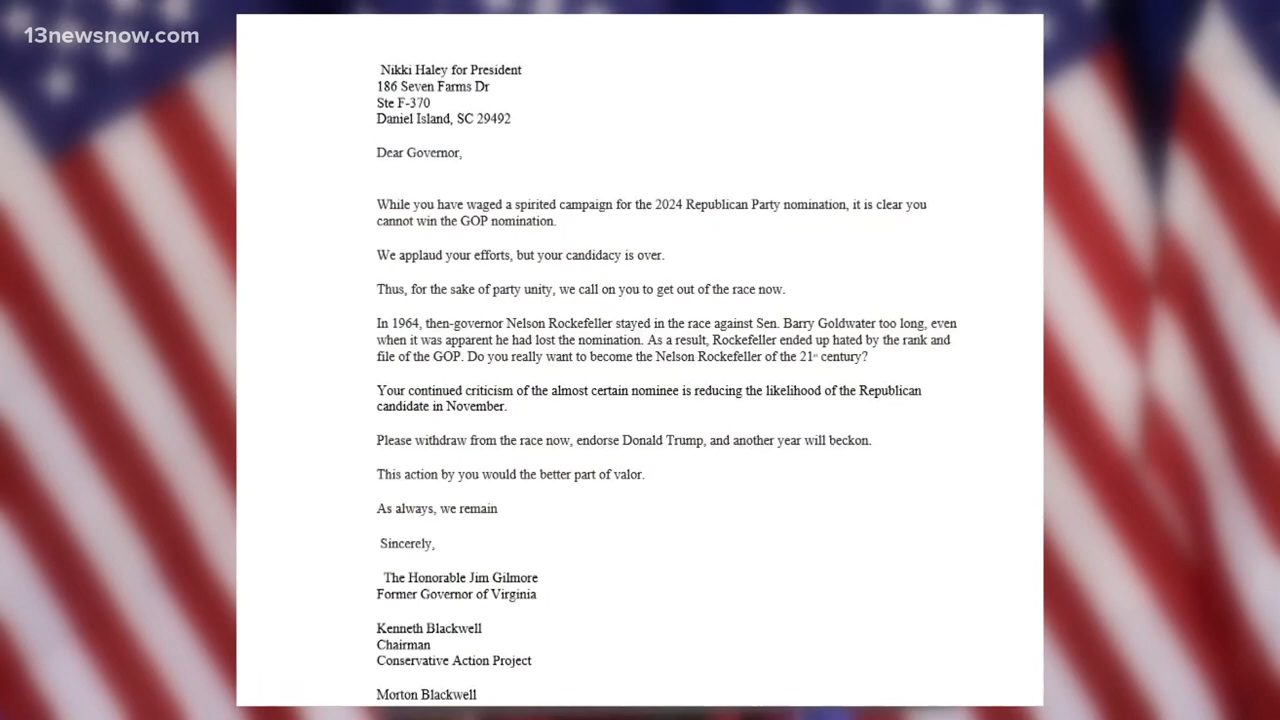 13newsnow.com
Nikki Haley for President
186 Seven Farms Dr
Ste F-370
Daniel Island, SC 29492
Dear Governor,
While you have waged a spirited campaign for the 2024 Republican Party nomination, it is clear you
cannot win the GOP nomination.
We applaud your efforts, but your candidacy is over.
Thus, for the sake of party unity, we call on you to get out of the race now.
In 1964, then-governor Nelson Rockefeller stayed in the race against Sen. Barry Goldwater too long, even
when it was apparent he had lost the nomination. As a result, Rockefeller ended up hated by the rank and
file of the GOP. Do you really want to become the Nelson Rockefeller of the 21st century?
Your continued criticism of the almost certain nominee is reducing the likelihood of the Republican
candidate in November.
Please withdraw from the race now, endorse Donald Trump, and another year will beckon.
This action by you would the better part of valor.
As always, we remain
Sincerely,
The Honorable Jim Gilmore
Former Governor of Virginia
Kenneth Blackwell
Chairman
Conservative Action Project
Morton Blackwell